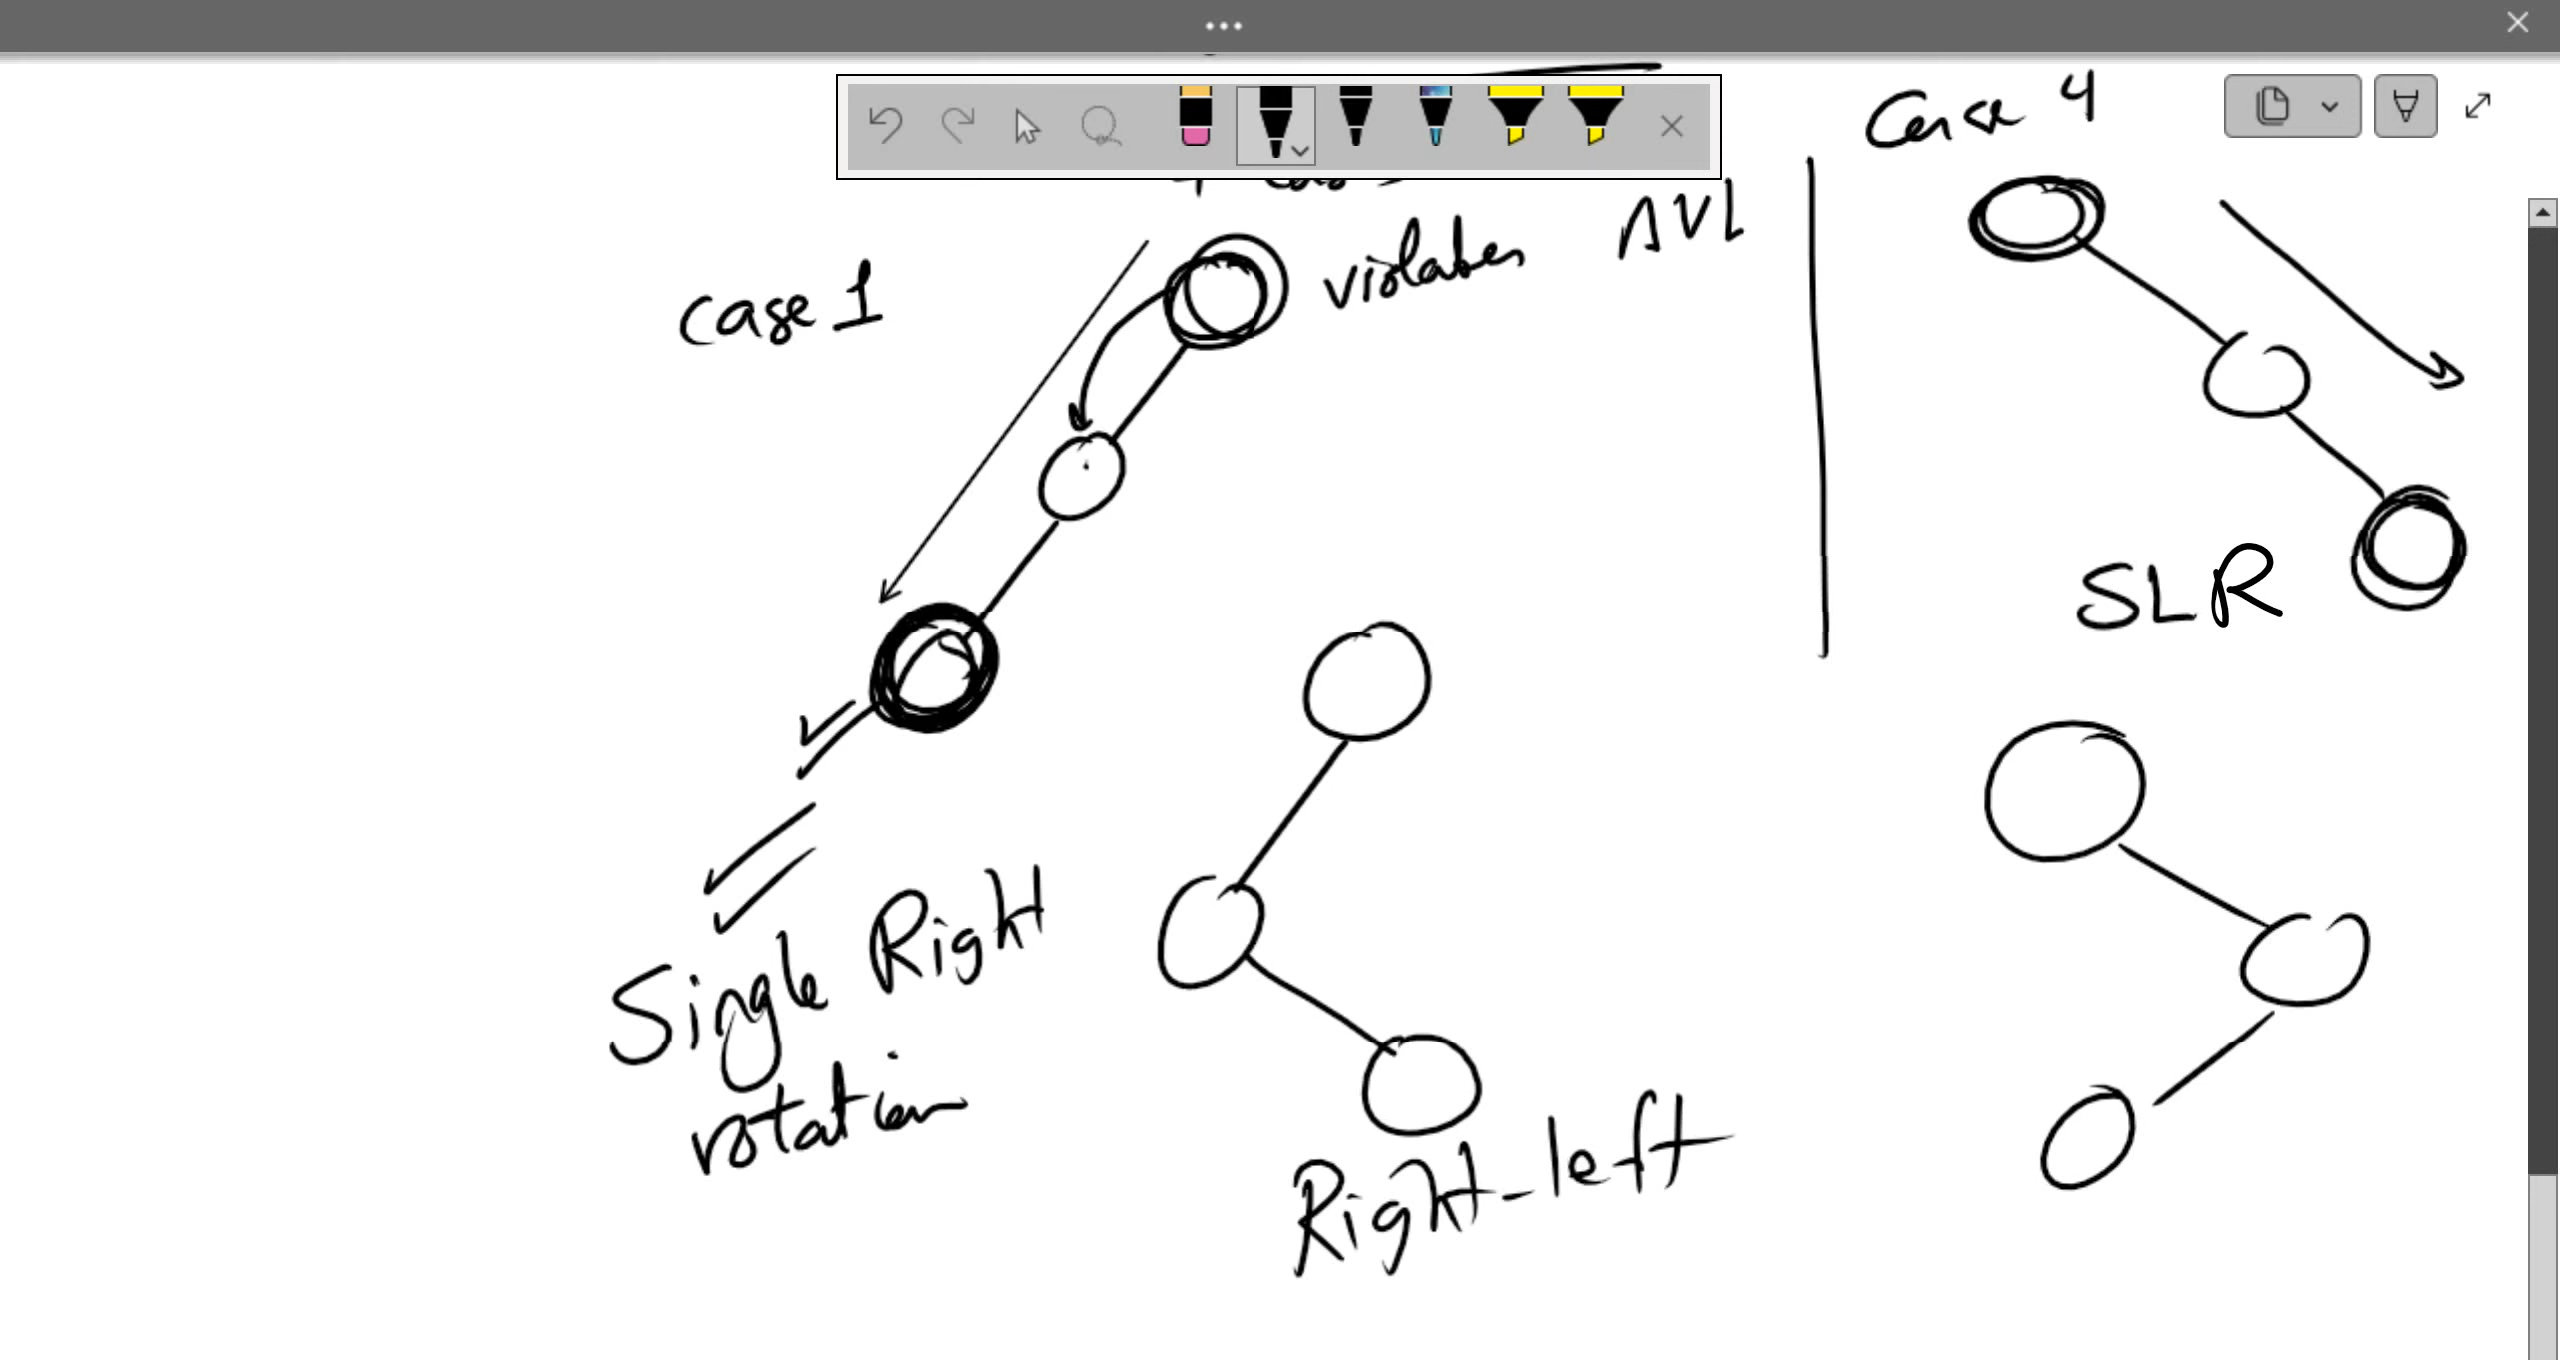 Case 4
AVL
violates
case 1
SLR
Single Right
rotation
Right-left